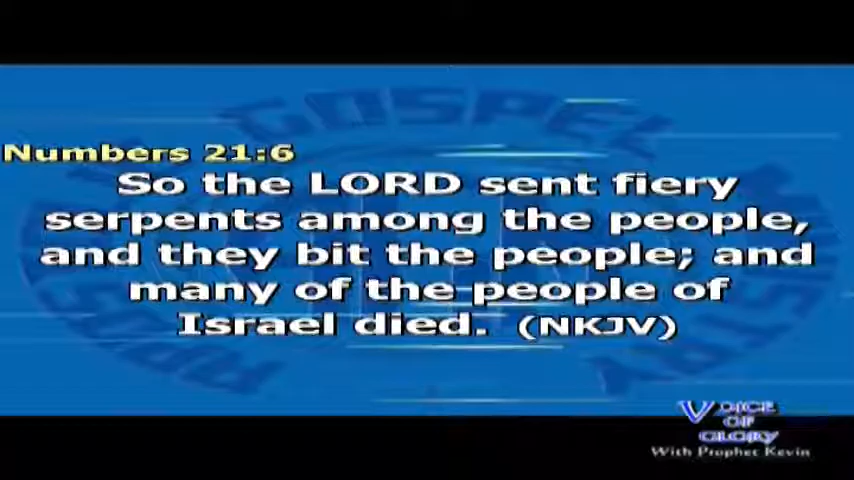 GOSPEL
Numbers 21:6
So the LORD sent fiery
serpents among the people,
and they bit the people; and
many of the people of
Israel died. (NKJV)
VOICE
OF
GLORY
With Prophet Kevin